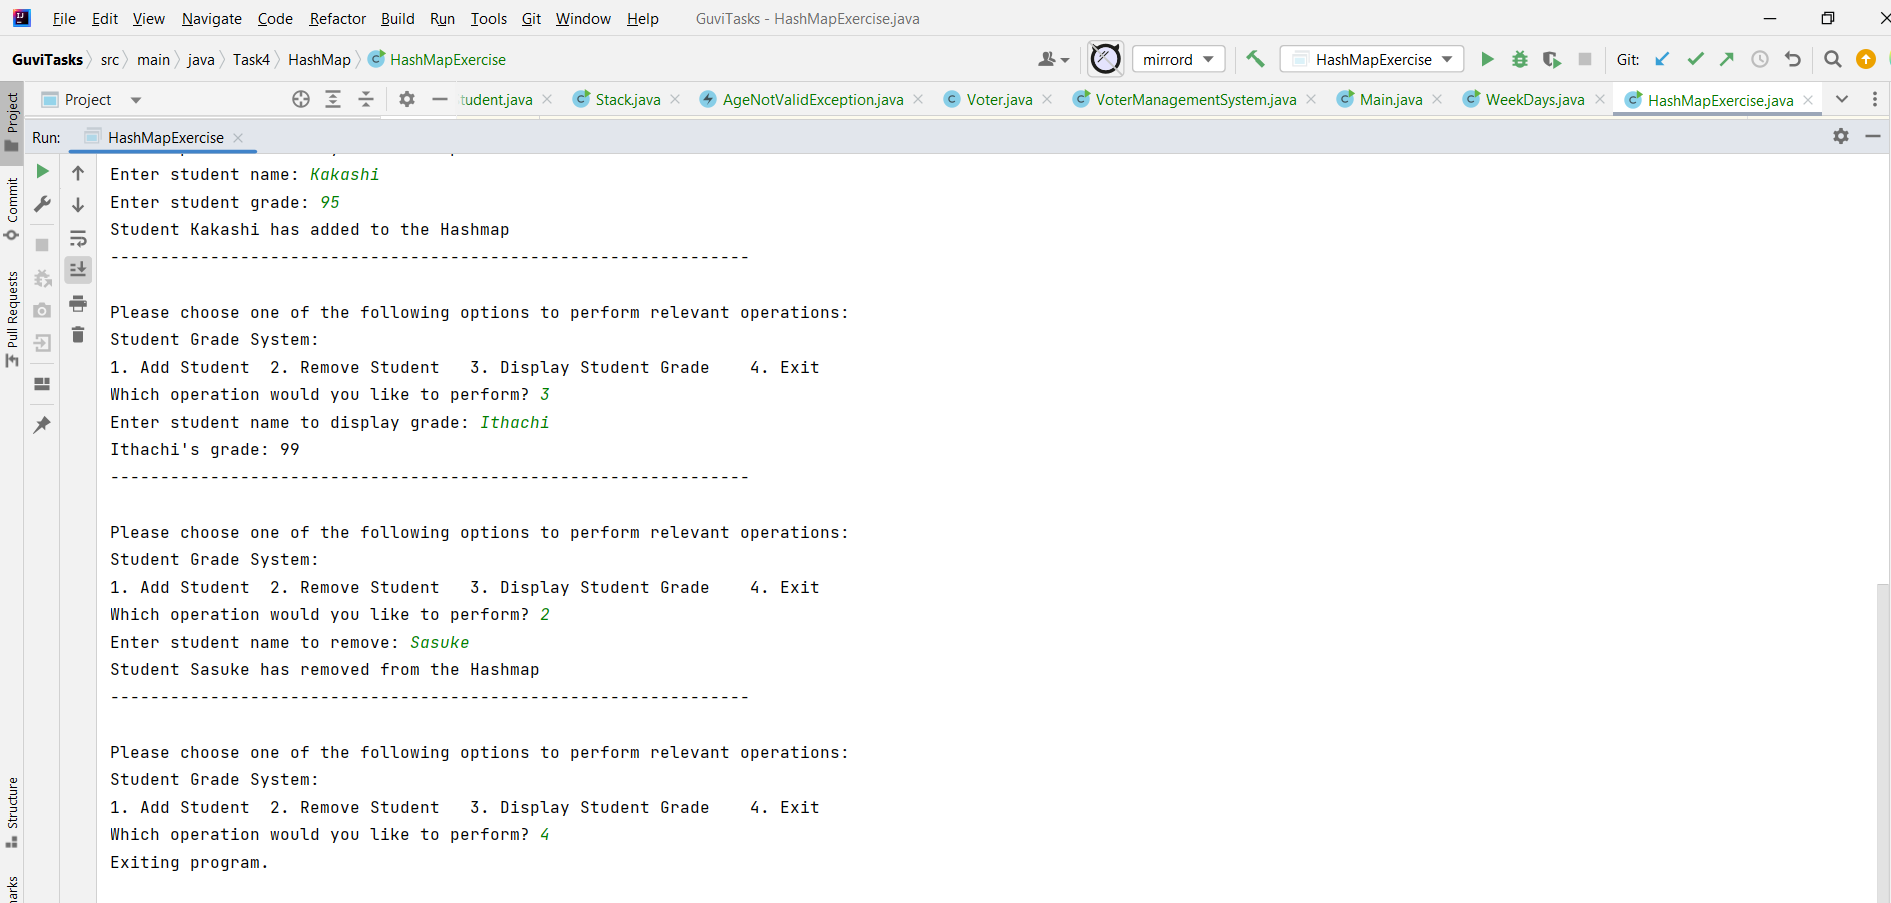 File Edit View Navigate Code Refactor Build Run Tools Git Window Help GuviTasks - HashMapExercise.java
GuviTasks src main java Task4 HashMap HashMapExercise mirrord HashMapExercise Git:
Project tudent.java Stack.java AgeNotValidException.java Voter.java VoterManagementSystem.java Main.java WeekDays.java HashMapExercise.java
Run: HashMapExercise
Project
Commit
Pull Requests
Structure
Enter student name: Kakashi
Enter student grade: 95
Student Kakashi has added to the Hashmap
----------------------------------------------------------------
Please choose one of the following options to perform relevant operations:
Student Grade System:
1. Add Student  2. Remove Student   3. Display Student Grade    4. Exit
Which operation would you like to perform? 3
Enter student name to display grade: Ithachi
Ithachi's grade: 99
----------------------------------------------------------------
Please choose one of the following options to perform relevant operations:
Student Grade System:
1. Add Student  2. Remove Student   3. Display Student Grade    4. Exit
Which operation would you like to perform? 2
Enter student name to remove: Sasuke
Student Sasuke has removed from the Hashmap
----------------------------------------------------------------
Please choose one of the following options to perform relevant operations:
Student Grade System:
1. Add Student  2. Remove Student   3. Display Student Grade    4. Exit
Which operation would you like to perform? 4
Exiting program.